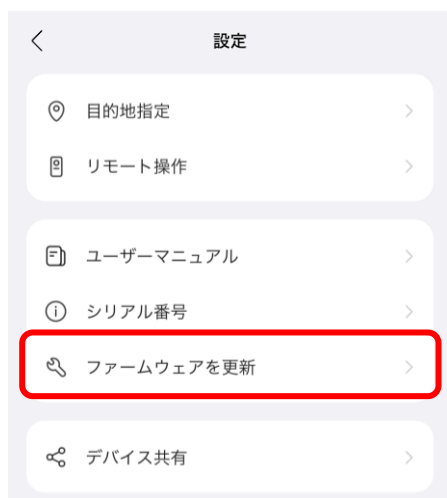 設定
目的地指定
リモート操作
ユーザーマニュアル
シリアル番号
ファームウェアを更新
デバイス共有